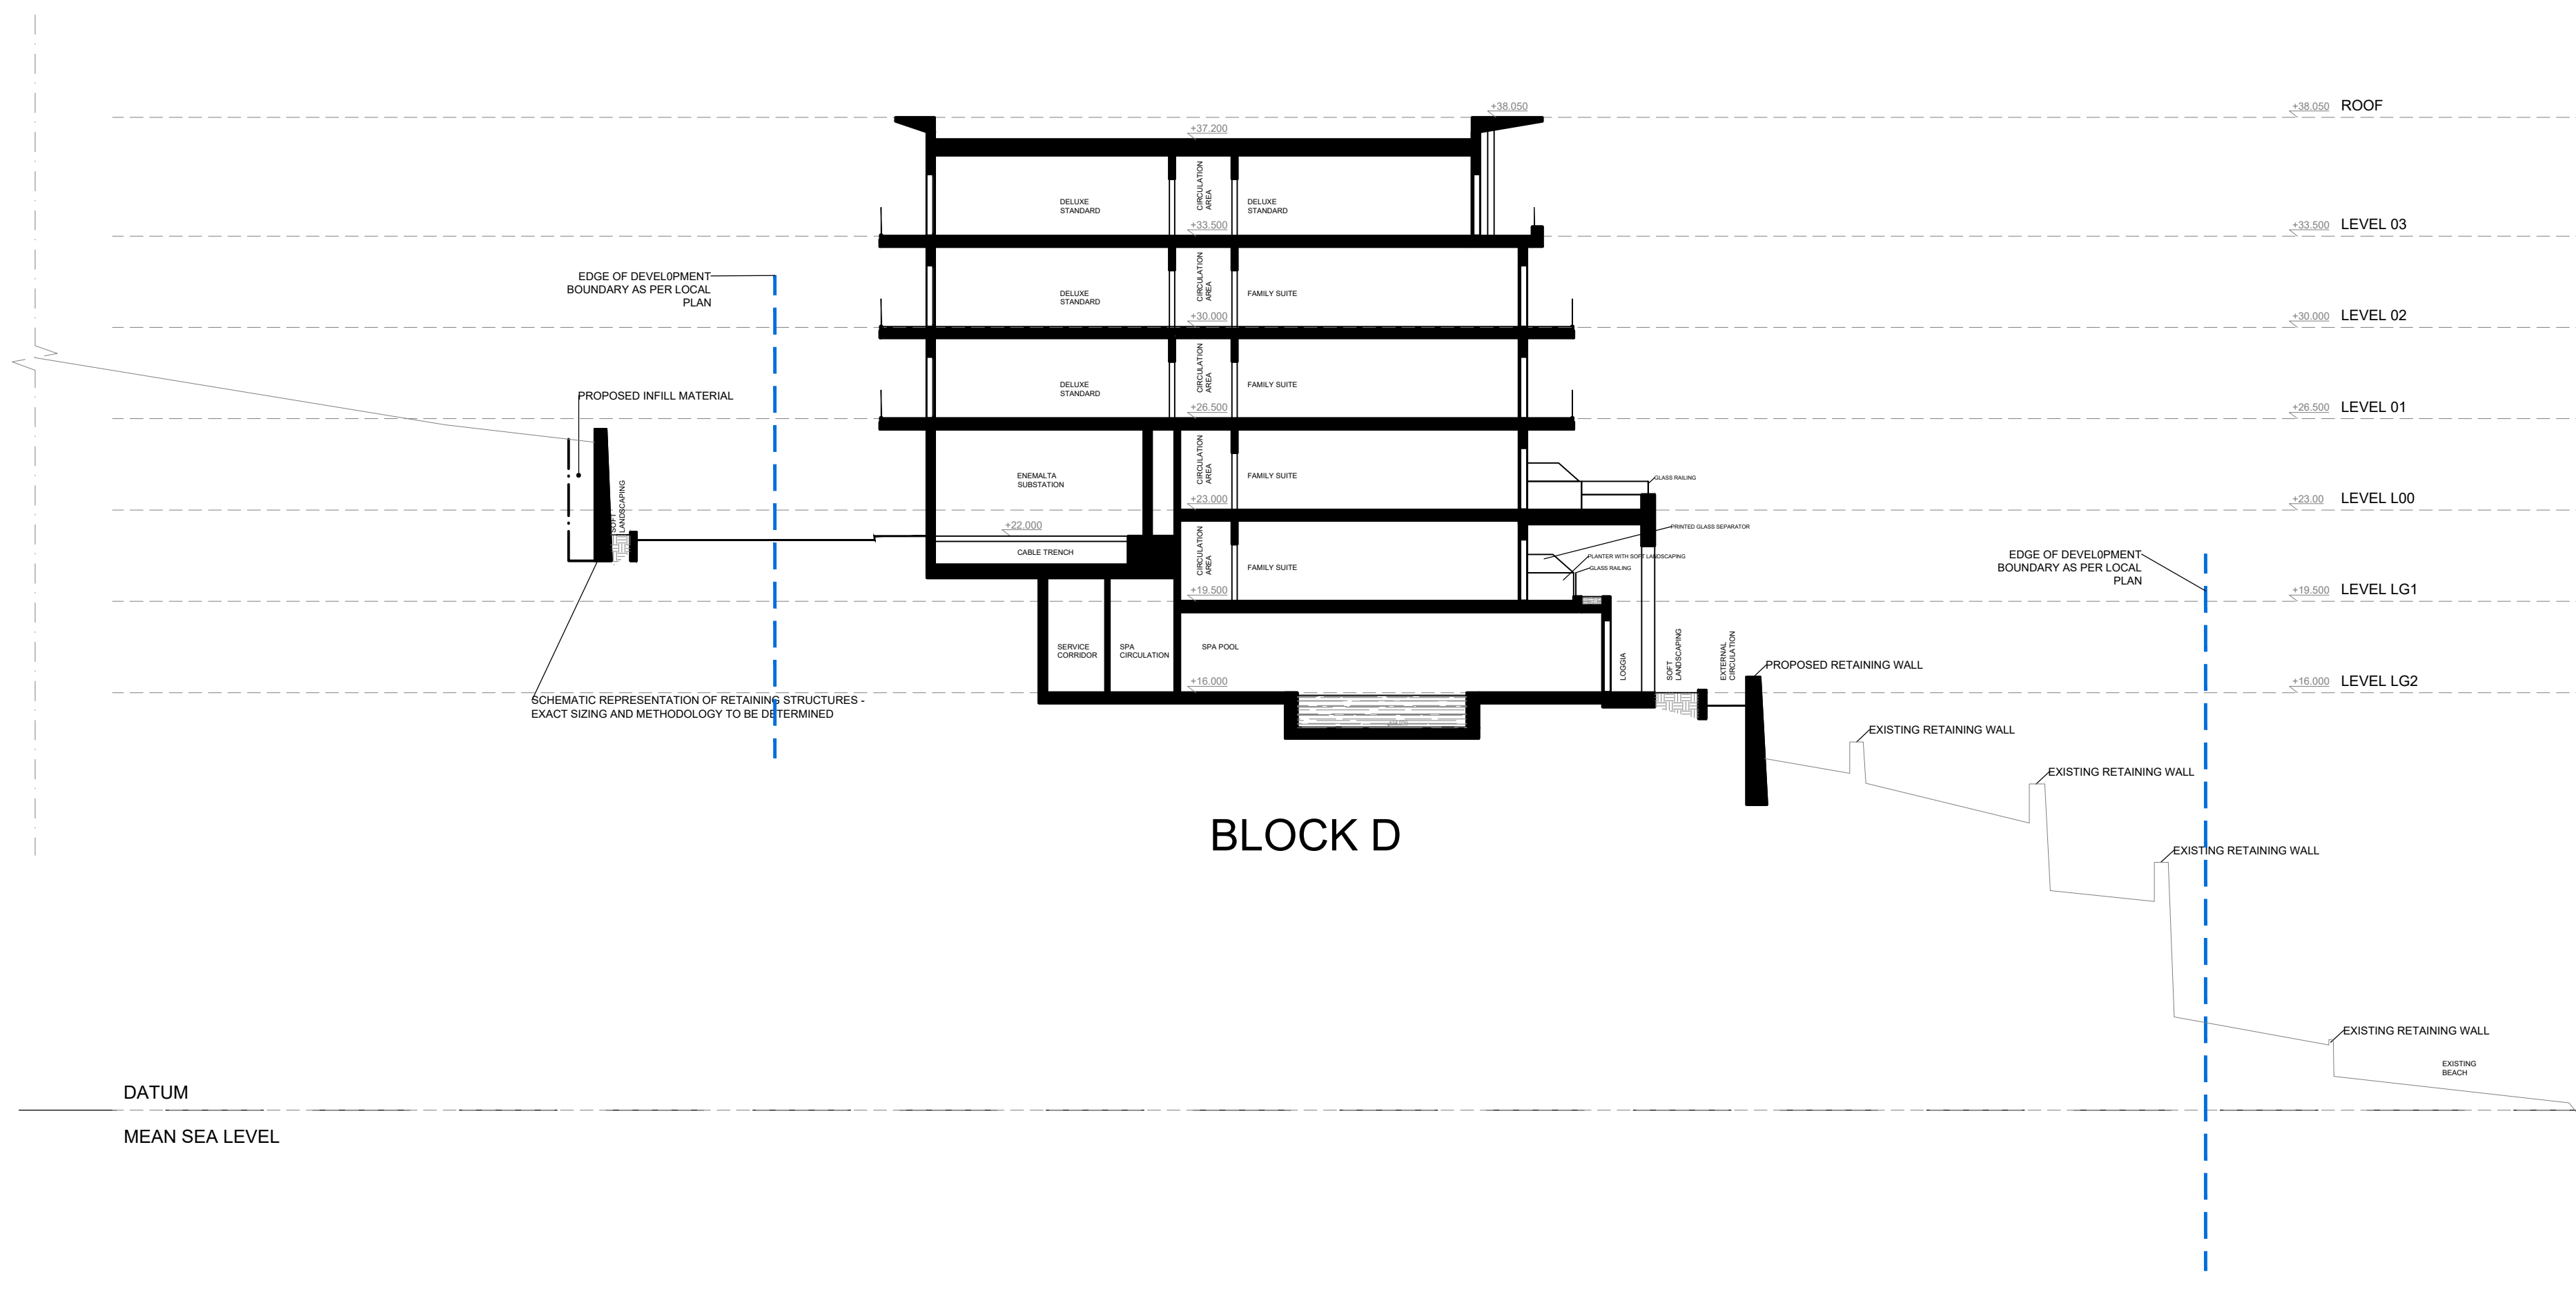 +38.050
+38.050 ROOF
+37.200
CIRCULATION
AREA
DELUXE
STANDARD
DELUXE
STANDARD
+33.500
+33.500 LEVEL 03
EDGE OF DEVEL0PMENT
BOUNDARY AS PER LOCAL
PLAN
DELUXE
STANDARD
CIRCULATION
AREA
FAMILY SUITE
+30.000
+30.000 LEVEL 02
DELUXE
STANDARD
CIRCULATION
AREA
FAMILY SUITE
PROPOSED INFILL MATERIAL
+26.500
+26.500 LEVEL 01
ENEMALTA
SUBSTATION
CIRCULATION
AREA
FAMILY SUITE
GLASS RAILING
SOFT
LANDSCAPING
+23.000
+23.00 LEVEL L00
+22.000
PRINTED GLASS SEPARATOR
CABLE TRENCH
CIRCULATION
AREA
FAMILY SUITE
PLANTER WITH SOFT LANDSCAPING
GLASS RAILING
EDGE OF DEVEL0PMENT
BOUNDARY AS PER LOCAL
PLAN
+19.500
+19.500 LEVEL LG1
SERVICE
CORRIDOR
SPA
CIRCULATION
SPA POOL
LOGGIA
SOFT
LANDSCAPING
EXTERNAL
CIRCULATION
PROPOSED RETAINING WALL
+16.000
+16.000 LEVEL LG2
SCHEMATIC REPRESENTATION OF RETAINING STRUCTURES -
EXACT SIZING AND METHODOLOGY TO BE DETERMINED
EXISTING RETAINING WALL
EXISTING RETAINING WALL
BLOCK D
EXISTING RETAINING WALL
EXISTING RETAINING WALL
EXISTING
BEACH
DATUM
MEAN SEA LEVEL